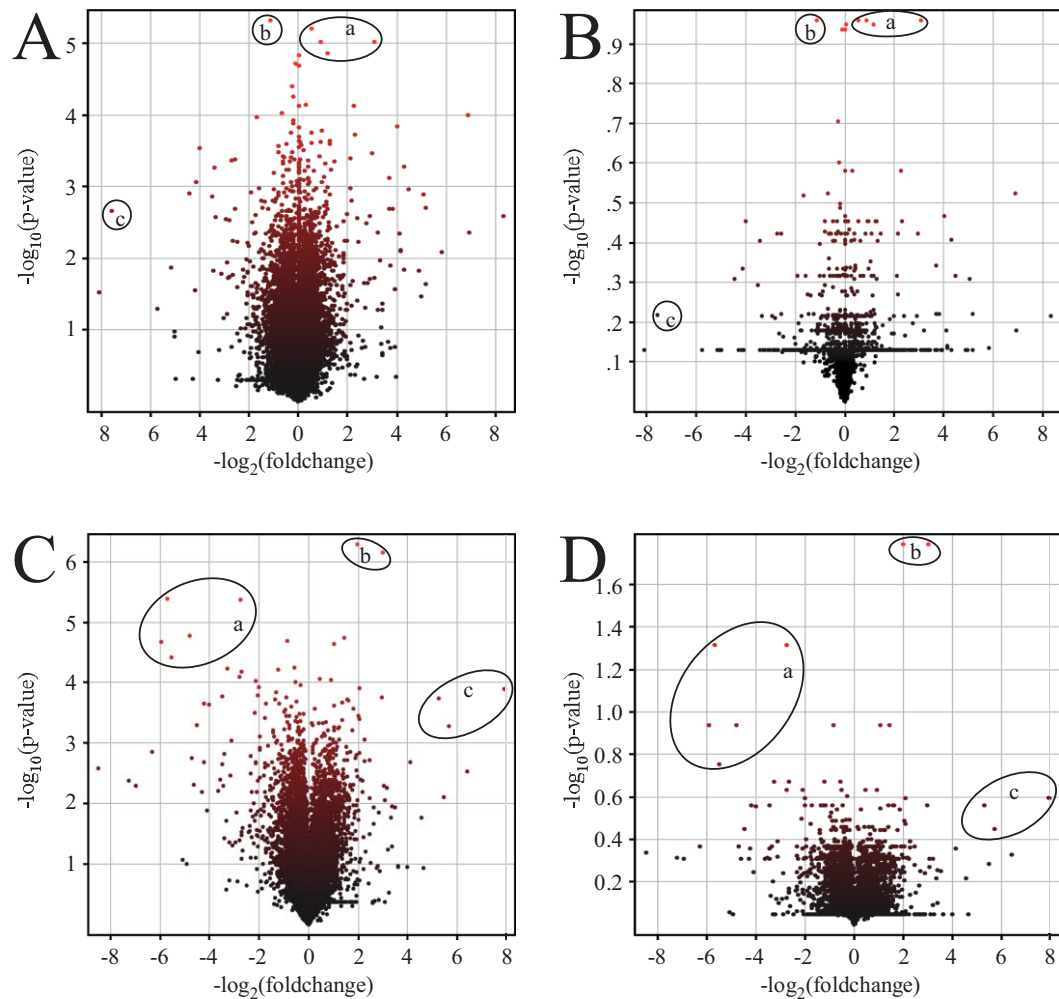 A
B
b
a
b
a
5
4
3
2
1
.9
.8
.7
.6
.5
.4
.3
.2
.1
c
c
-log10(p-value)
-log10(p-value)
8 6 4 2 0 2 4 6 8
-8 -6 -4 -2 0 2 4 6 8
-log2(foldchange)
-log2(foldchange)
C
D
b
b
a
a
c
c
6
5
4
3
2
1
1.6
1.4
1.2
1.0
0.8
0.6
0.4
0.2
-log10(p-value)
-log10(p-value)
-8 -6 -4 -2 0 2 4 6 8
-8 -6 -4 -2 0 2 4 6 8
-log2(foldchange)
-log2(foldchange)